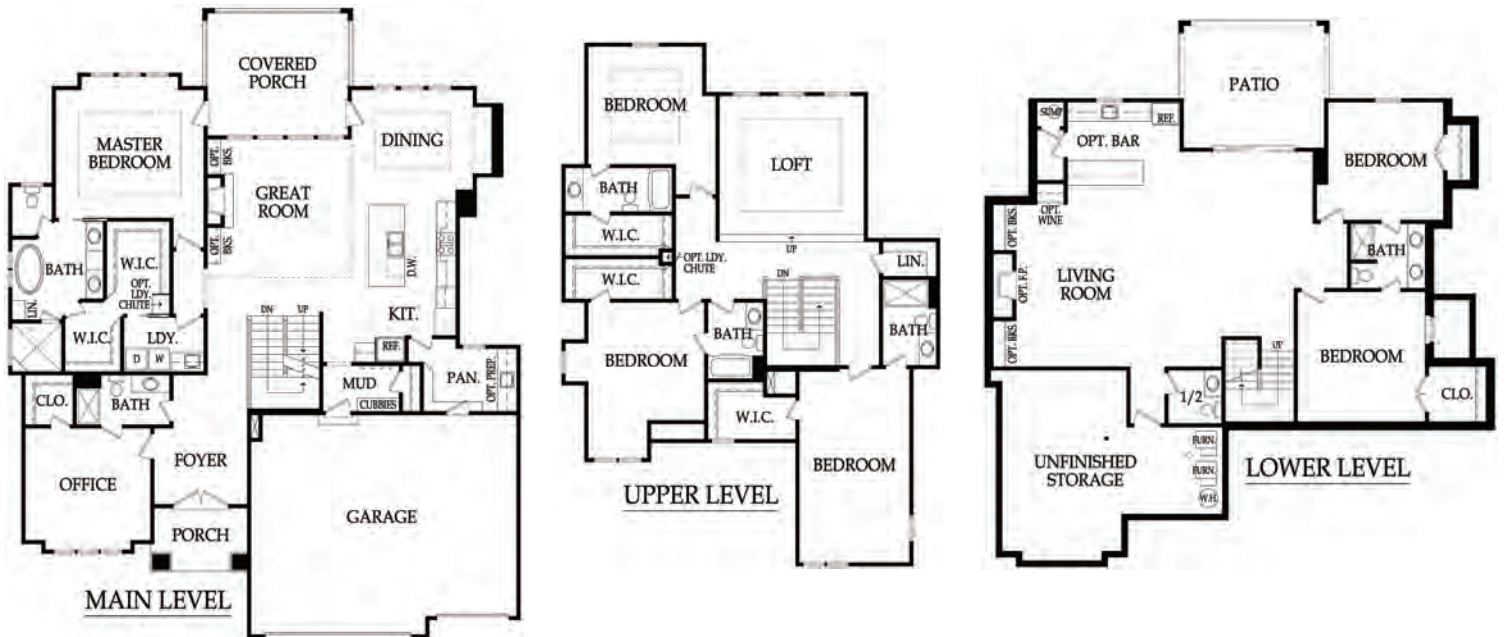 COVERED
PORCH
MASTER
BEDROOM
DINING
OPT.
BKS.
GREAT
ROOM
OPT.
BKS.
BATH
W.I.C.
OPT.
LDY.
CHUTE
LIN.
D.W.
KIT.
W.I.C.
LDY.
D
W
DN
UP
REF.
MUD
CUBBIES
PAN.
OPT. PREP.
CLO.
BATH
OFFICE
FOYER
PORCH
GARAGE
MAIN LEVEL
BEDROOM
LOFT
BATH
W.I.C.
OPT. LDY.
CHUTE
W.I.C.
UP
DN
LIN.
BATH
BATH
BEDROOM
W.I.C.
BEDROOM
UPPER LEVEL
PATIO
SUMP
REF.
OPT. BAR
BEDROOM
OPT.
WINE
OPT. BKS.
BATH
OPT. F.P.
LIVING
ROOM
OPT. BKS.
UP
BEDROOM
1/2
CLO.
FURN.
FURN.
W.H.
UNFINISHED
STORAGE
LOWER LEVEL